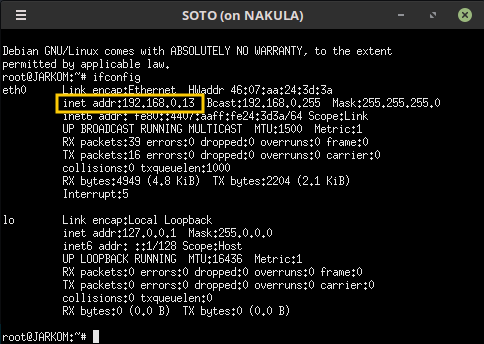 SOTO (on NAKULA)
Debian GNU/Linux comes with ABSOLUTELY NO WARRANTY, to the extent
permitted by applicable law.
root@JARKOM:~# ifconfig
eth0 Link encap:Ethernet HWaddr 46:07:aa:24:3d:3a
inet addr:192.168.0.13 Bcast:192.168.0.255 Mask:255.255.255.0
inet6 addr: fe80::4407:aaff:fe24:3d3a/64 Scope:Link
UP BROADCAST RUNNING MULTICAST MTU:1500 Metric:1
RX packets:39 errors:0 dropped:0 overruns:0 frame:0
TX packets:16 errors:0 dropped:0 overruns:0 carrier:0
collisions:0 txqueuelen:1000
RX bytes:4949 (4.8 KiB) TX bytes:2204 (2.1 KiB)
Interrupt:5
lo Link encap:Local Loopback
inet addr:127.0.0.1 Mask:255.0.0.0
inet6 addr: ::1/128 Scope:Host
UP LOOPBACK RUNNING MTU:16436 Metric:1
RX packets:0 errors:0 dropped:0 overruns:0 frame:0
TX packets:0 errors:0 dropped:0 overruns:0 carrier:0
collisions:0 txqueuelen:0
RX bytes:0 (0.0 B) TX bytes:0 (0.0 B)
root@JARKOM:~#